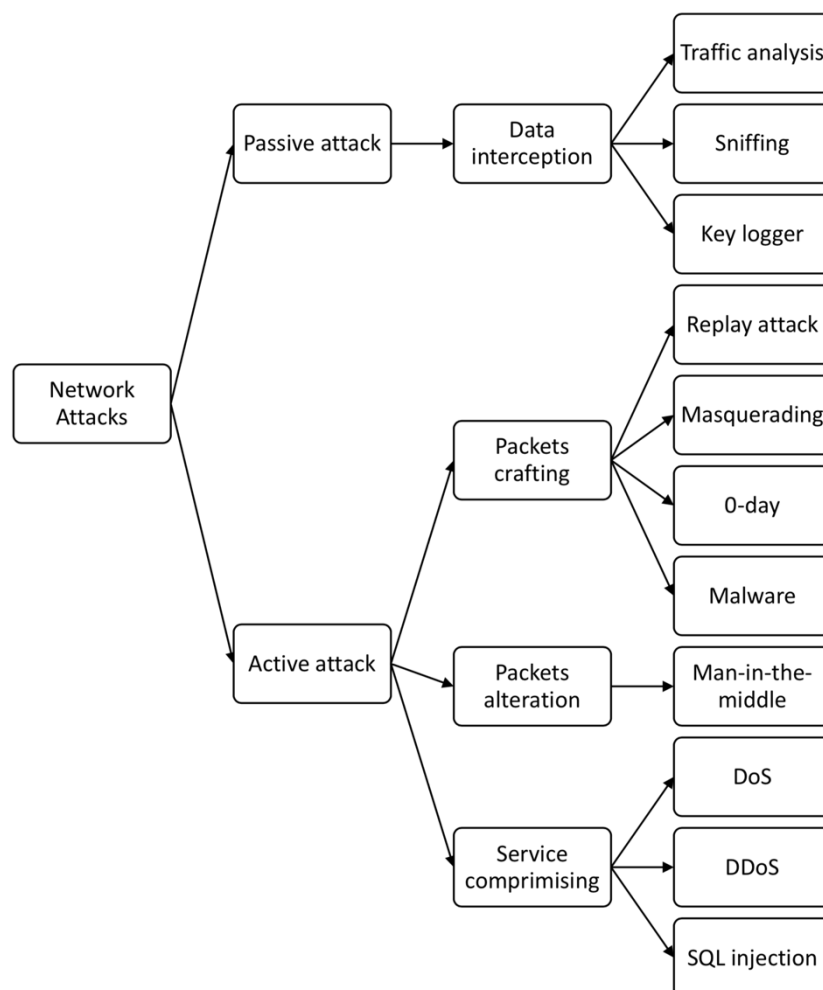 Network
Attacks
Passive attack
Data
interception
Traffic analysis
Sniffing
Key logger
Active attack
Packets
crafting
Replay attack
Masquerading
0-day
Malware
Packets
alteration
Man-in-the-
middle
Service
comprimising
DoS
DDoS
SQL injection